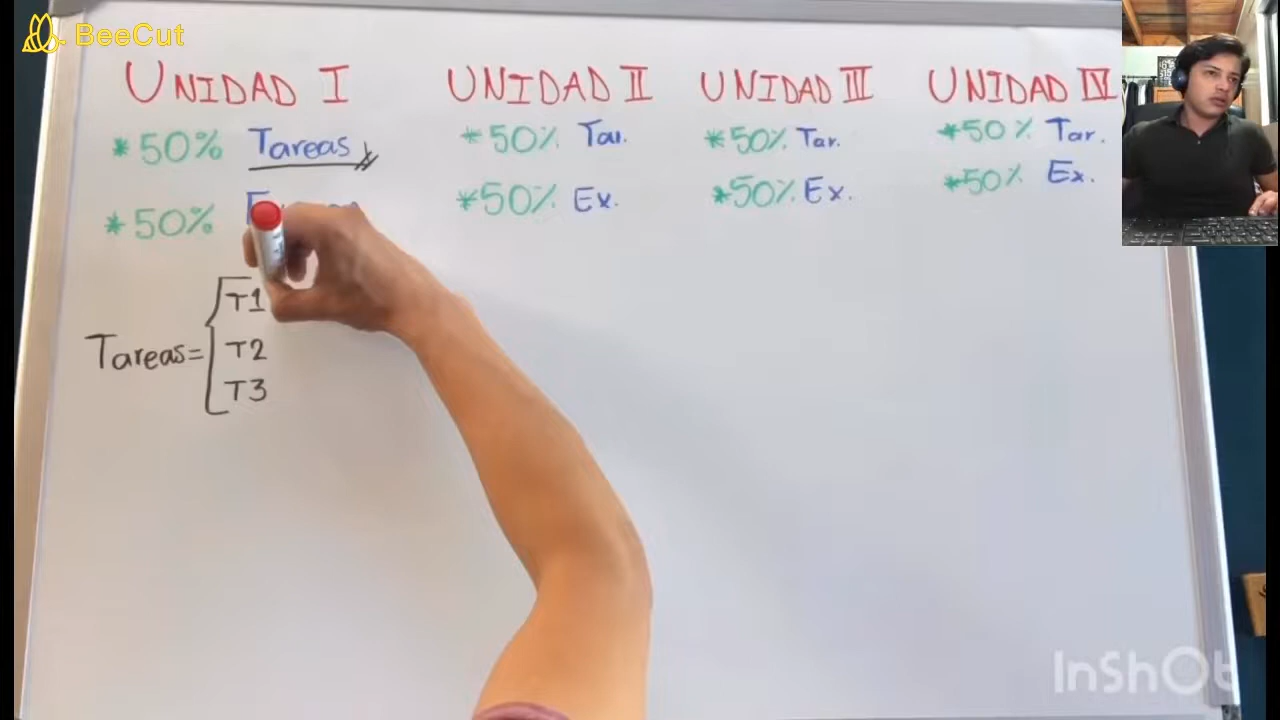 BeeCut
UNIDAD I
*50% Tareas
*50%
Tareas= T1
T2
T3
UNIDAD II
*50% Tar.
*50% Ex.
UNIDAD III
*50% Tar.
*50% Ex.
UNIDAD IV
*50% Tar.
*50% Ex.
InShOt